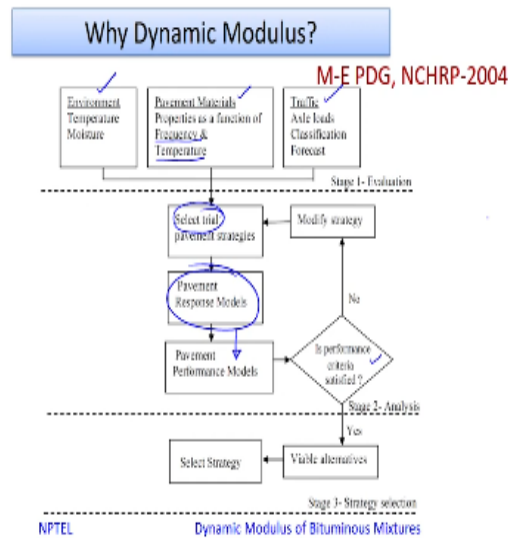 Why Dynamic Modulus?
M-E PDG, NCHRP-2004
Environment
Temperature
Moisture
Pavement Materials
Properties as a function of
Frequency &
Temperature
Traffic
Axle loads
Classification
Forecast
Stage 1- Evaluation
Select trial
pavement strategies
Modify strategy
Pavement
Response Models
No
Pavement
Performance Models
Is performance
criteria
satisfied ?
Stage 2- Analysis
Yes
Select Strategy
Viable alternatives
Stage 3- Strategy selection
NPTEL
Dynamic Modulus of Bituminous Mixtures